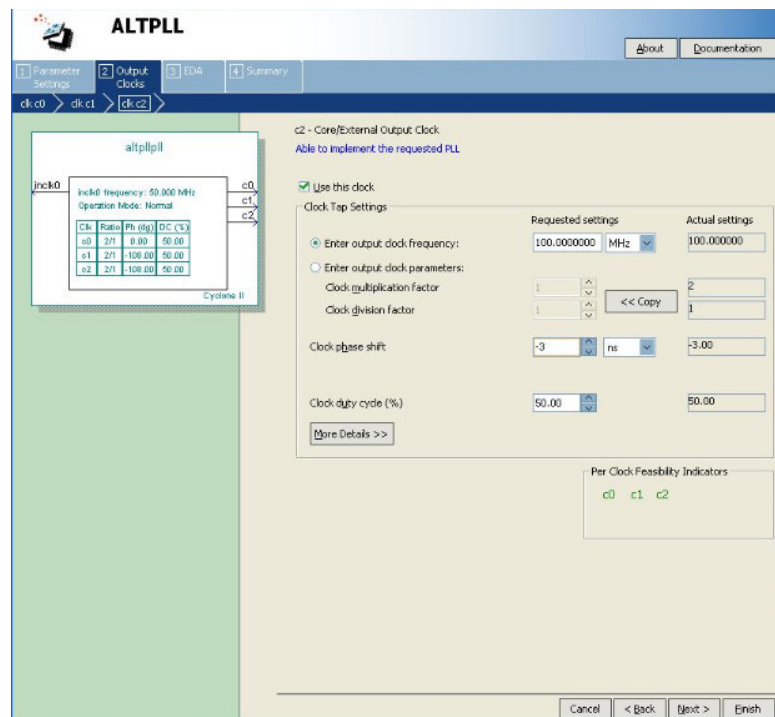 ALTPLL
About
Documentation
1 Parameter Settings
2 Output Clocks
3 EDA
4 Summary
clk c0
clk c1
clk c2
altpllpll
inclk0
inclk0 frequency: 50.000 MHz
Operation Mode: Normal
Clk Ratio Ph (dg) DC (%)
c0 2/1 0.00 50.00
c1 2/1 -108.00 50.00
c2 2/1 -108.00 50.00
c0
c1
c2
Cyclone II
c2 - Core/External Output Clock
Able to implement the requested PLL
Use this clock
Clock Tap Settings
Requested settings
Actual settings
Enter output clock frequency:
100.0000000
MHz
100.000000
Enter output clock parameters:
Clock multiplication factor
1
<< Copy
2
Clock division factor
1
1
Clock phase shift
-3
ns
-3.00
Clock duty cycle (%)
50.00
50.00
More Details >>
Per Clock Feasibility Indicators
c0 c1 c2
Cancel
< Back
Next >
Finish